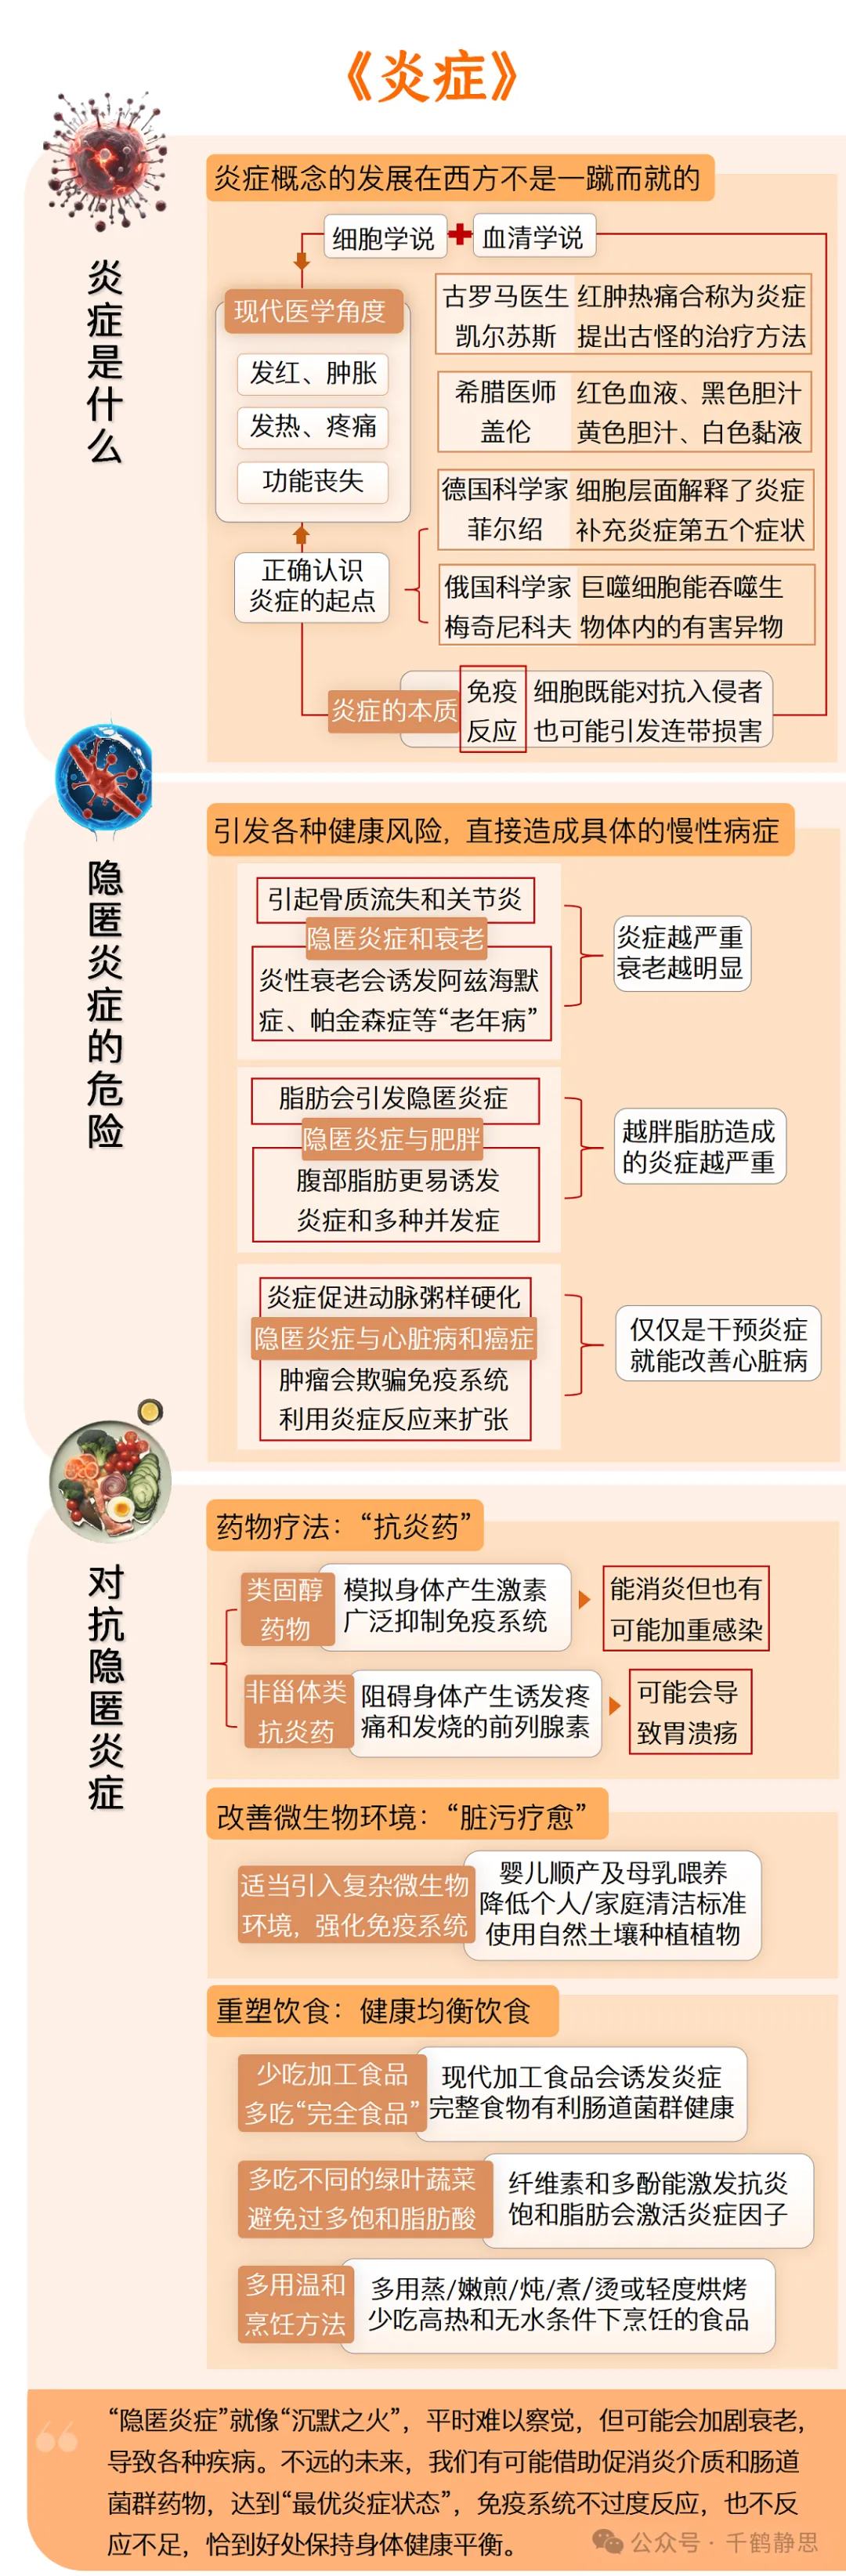 《炎症》
炎症是什么
炎症概念的发展在西方不是一蹴而就的
细胞学说
血清学说
现代医学角度
发红、肿胀
发热、疼痛
功能丧失
古罗马医生
凯尔苏斯
红肿热痛合称为炎症
提出古怪的治疗方法
希腊医师
盖伦
红色血液、黑色胆汁
黄色胆汁、白色黏液
德国科学家
菲尔绍
细胞层面解释了炎症
补充炎症第五个症状
俄国科学家
梅奇尼科夫
巨噬细胞能吞噬生
物体内的有害异物
正确认识
炎症的起点
炎症的本质
免疫
反应
细胞既能对抗入侵者
也可能引发连带损害
隐匿炎症的危险
引发各种健康风险，直接造成具体的慢性病症
引起骨质流失和关节炎
隐匿炎症和衰老
炎性衰老会诱发阿兹海默
症、帕金森症等“老年病”
炎症越严重
衰老越明显
脂肪会引发隐匿炎症
隐匿炎症与肥胖
腹部脂肪更易诱发
炎症和多种并发症
越胖脂肪造成
的炎症越严重
炎症促进动脉粥样硬化
隐匿炎症与心脏病和癌症
肿瘤会欺骗免疫系统
利用炎症反应来扩张
仅仅是干预炎症
就能改善心脏病
对抗隐匿炎症
药物疗法：“抗炎药”
类固醇
药物
模拟身体产生激素
广泛抑制免疫系统
能消炎但也有
可能加重感染
非甾体类
抗炎药
阻碍身体产生诱发疼
痛和发烧的前列腺素
可能会导
致胃溃疡
改善微生物环境：“脏污疗愈”
适当引入复杂微生物
环境，强化免疫系统
婴儿顺产及母乳喂养
降低个人/家庭清洁标准
使用自然土壤种植植物
重塑饮食：健康均衡饮食
少吃加工食品
多吃“完全食品”
现代加工食品会诱发炎症
完整食物有利肠道菌群健康
多吃不同的绿叶蔬菜
避免过多饱和脂肪酸
纤维素和多酚能激发抗炎
饱和脂肪会激活炎症因子
多用温和
烹饪方法
多用蒸/嫩煎/炖/煮/烫或轻度烘烤
少吃高热和无水条件下烹饪的食品
“隐匿炎症”就像“沉默之火”，平时难以察觉，但可能会加剧衰老，
导致各种疾病。不远的未来，我们有可能借助促消炎介质和肠道
菌群药物，达到“最优炎症状态”，免疫系统不过度反应，也不反
应不足，恰到好处保持身体健康平衡。
公众号·千鹤静思